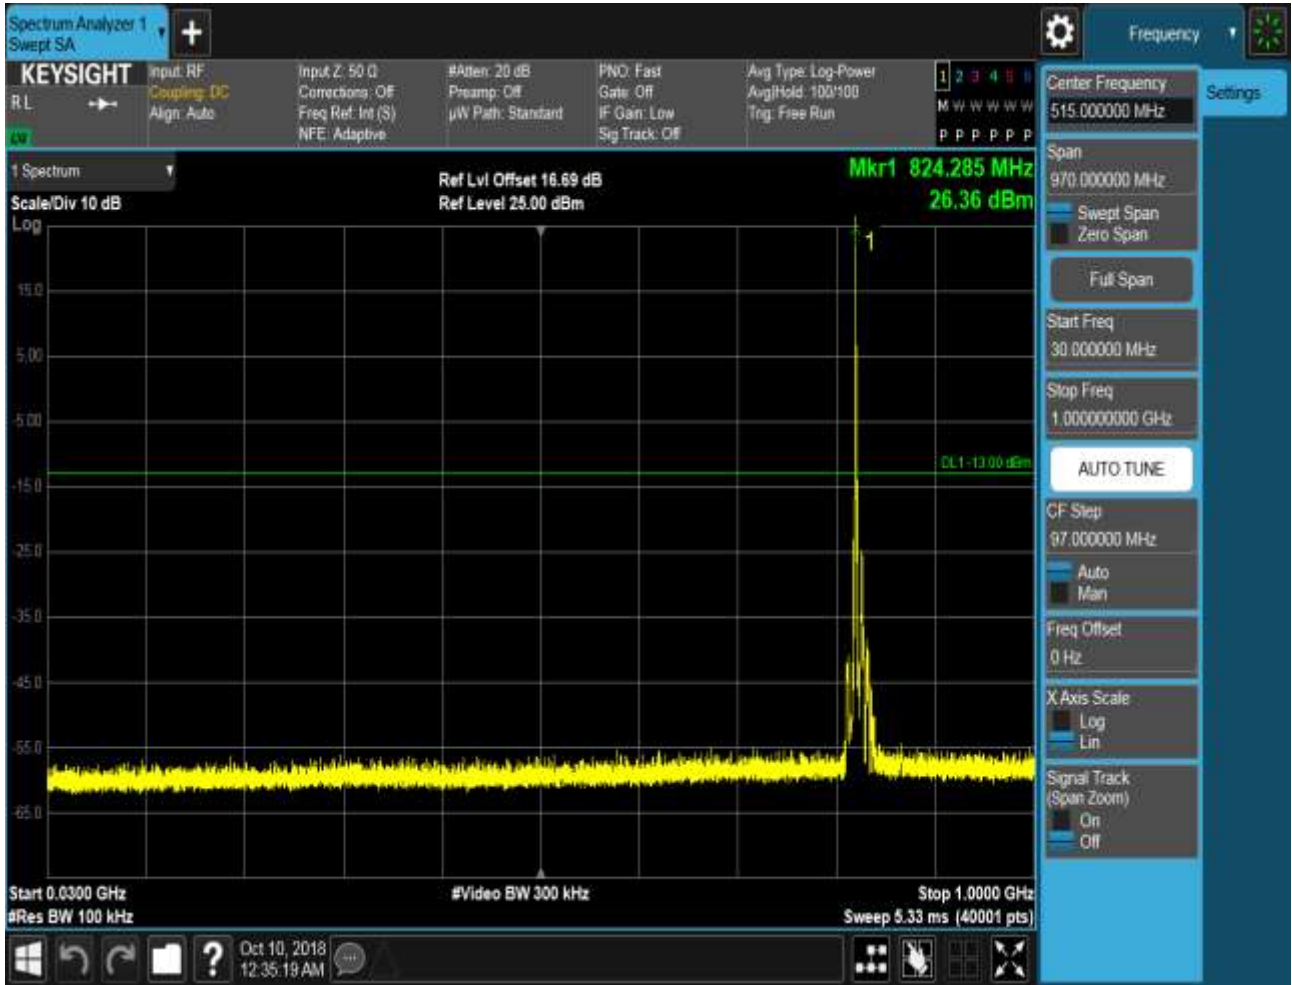 Spectrum Analyzer 1
Swept SA
+
Frequency
KEYSIGHT
R L
LW
Input: RF
Coupling: DC
Align: Auto
Input Z: 50 Ω
Corrections: Off
Freq Ref: Int (S)
NFE: Adaptive
#Atten: 20 dB
Preamp: Off
µW Path: Standard
PNO: Fast
Gate: Off
IF Gain: Low
Sig Track: Off
Avg Type: Log-Power
Avg|Hold: 100/100
Trig: Free Run
1 2 3 4 5 6
M W W W W W
P P P P P P
1 Spectrum
Scale/Div 10 dB
Log
Ref Lvl Offset 16.69 dB
Ref Level 25.00 dBm
Mkr1 824.285 MHz
26.36 dBm
1
15.0
5.00
-5.00
DL1 -13.00 dBm
-15.0
-25.0
-35.0
-45.0
-55.0
-65.0
Start 0.0300 GHz
#Res BW 100 kHz
#Video BW 300 kHz
Stop 1.0000 GHz
Sweep 5.33 ms (40001 pts)
?
Oct 10, 2018
12:35:19 AM
Center Frequency
515.000000 MHz
Settings
Span
970.000000 MHz
Swept Span
Zero Span
Full Span
Start Freq
30.000000 MHz
Stop Freq
1.000000000 GHz
AUTO TUNE
CF Step
97.000000 MHz
Auto
Man
Freq Offset
0 Hz
X Axis Scale
Log
Lin
Signal Track
(Span Zoom)
On
Off